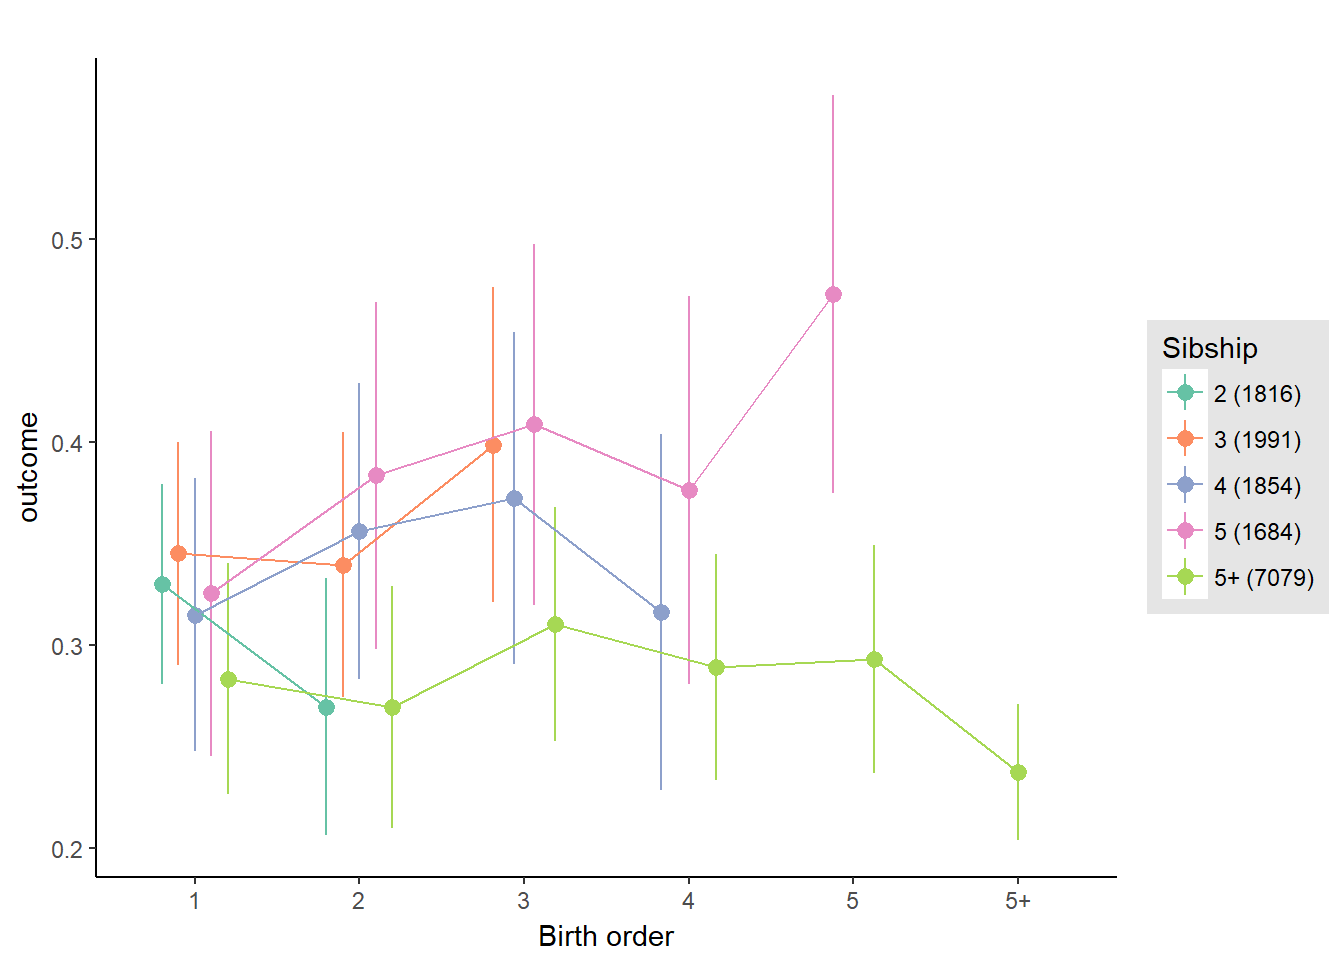 0.5
0.4
0.3
0.2
outcome
1 2 3 4 5 5+
Birth order
Sibship
2 (1816)
3 (1991)
4 (1854)
5 (1684)
5+ (7079)